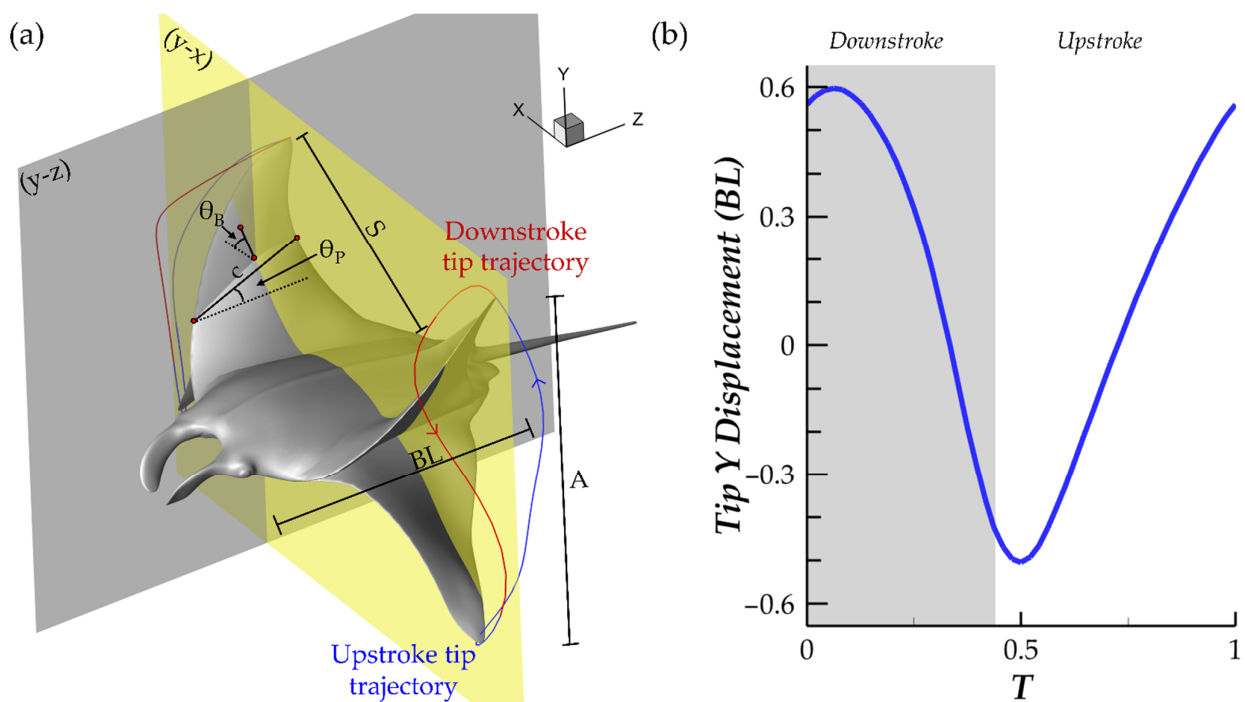 (a)
(y-x)
(y-z)
Y
X
Z
θB
θP
c
S
Downstroke
tip trajectory
BL
A
Upstroke tip
trajectory
(b)
Downstroke
Upstroke
Tip Y Displacement (BL)
0.6
0.3
0
−0.3
−0.6
0
0.5
1
T